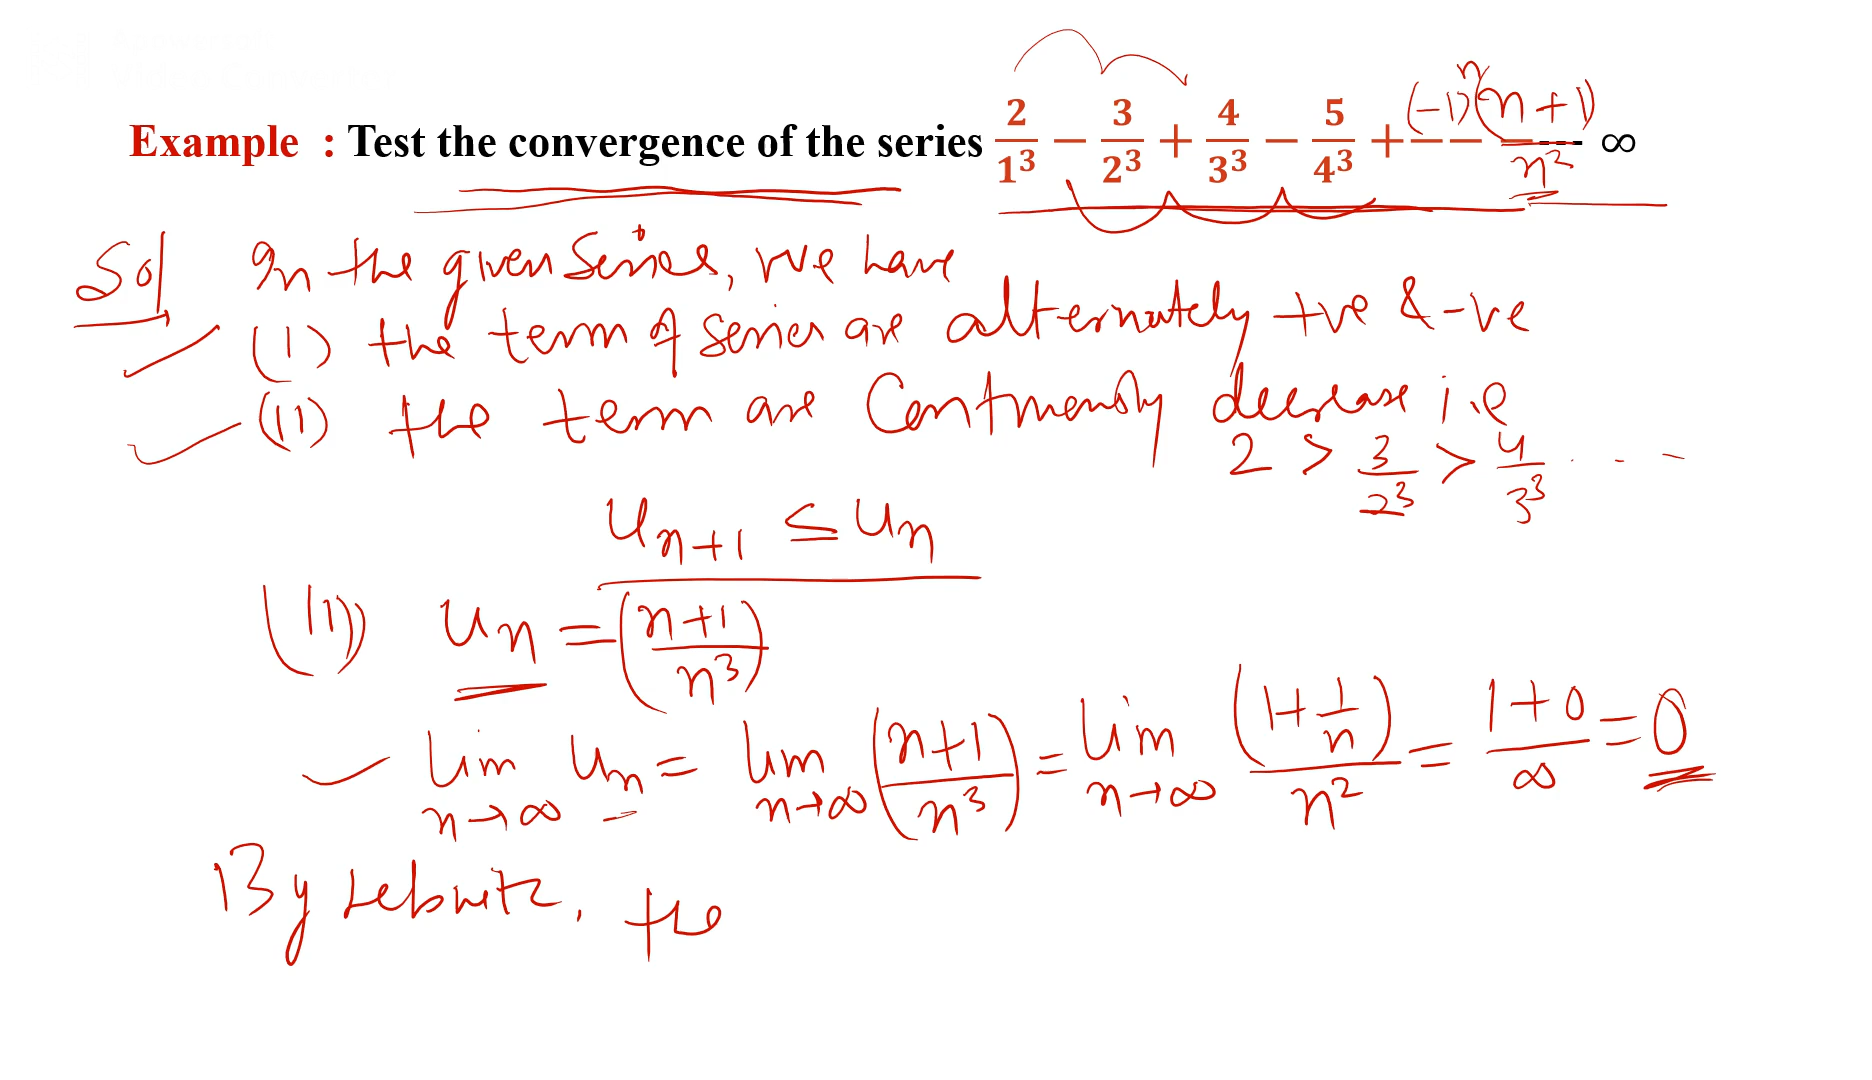 Example : Test the convergence of the series 2/1³ − 3/2³ + 4/3³ − 5/4³ + − − (−1)ⁿ(n+1)/n² ---- ∞
Sol In the given Series, we have
(I) the term of series are alternately +ve & -ve
(II) the term are Continuously decrease i.e
2 > 3/2³ > 4/3³ . . . -
uₙ₊₁ ≤ uₙ
(III) uₙ = (n+1/n³)
lim n→∞ uₙ = lim n→∞ (n+1/n³) = lim n→∞ (1+1/n)/n² = 1+0/∞ = 0
By Lebnitz, the